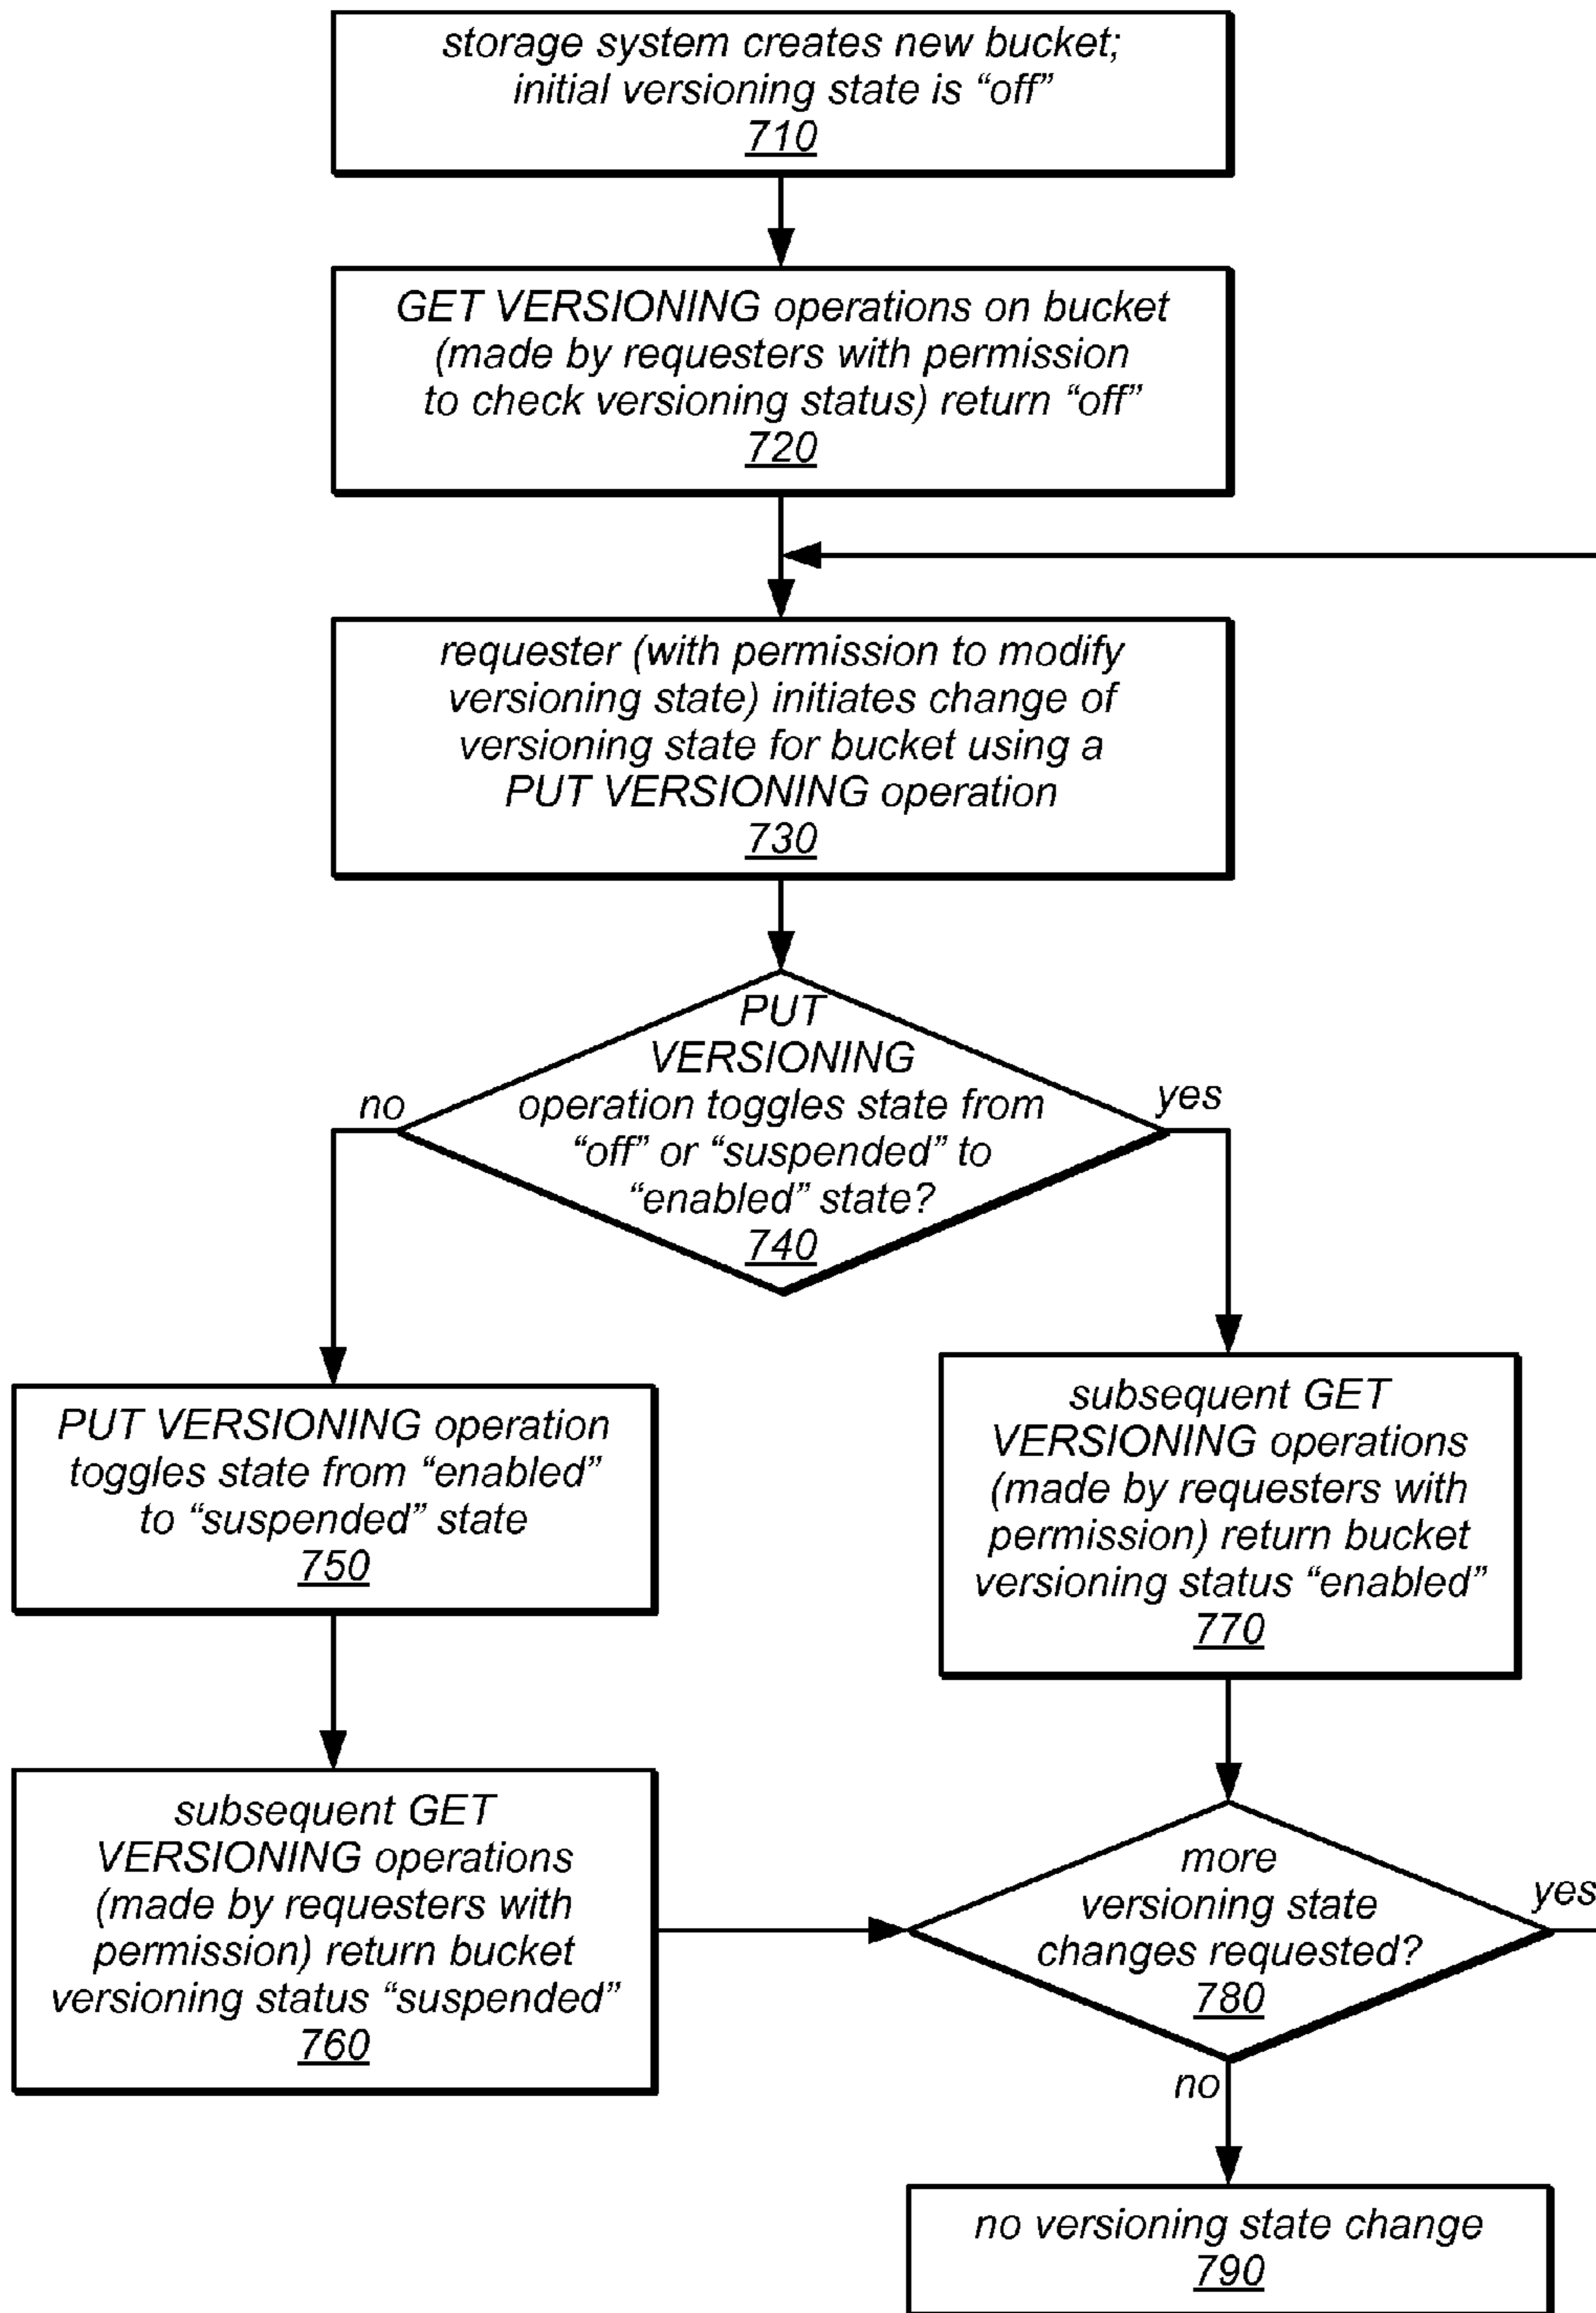 storage system creates new bucket;
initial versioning state is “off”
710
GET VERSIONING operations on bucket
(made by requesters with permission
to check versioning status) return “off”
720
requester (with permission to modify
versioning state) initiates change of
versioning state for bucket using a
PUT VERSIONING operation
730
PUT
VERSIONING
operation toggles state from
“off” or “suspended” to
“enabled” state?
740
no
yes
PUT VERSIONING operation
toggles state from “enabled”
to “suspended” state
750
subsequent GET
VERSIONING operations
(made by requesters with
permission) return bucket
versioning status “enabled”
770
subsequent GET
VERSIONING operations
(made by requesters with
permission) return bucket
versioning status “suspended”
760
more
versioning state
changes requested?
780
yes
no
no versioning state change
790